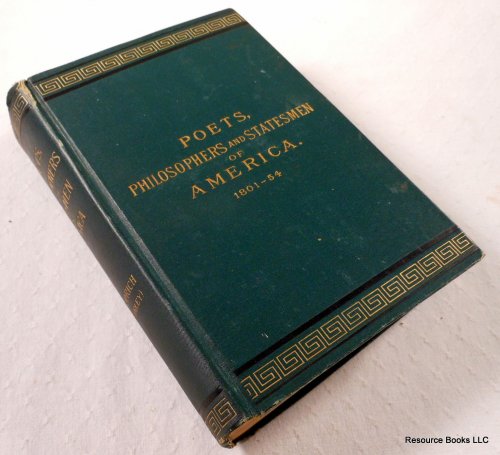 POETS,
PHILOSOPHERS AND STATESMEN
OF
AMERICA.
1801-54
Resource Books LLC